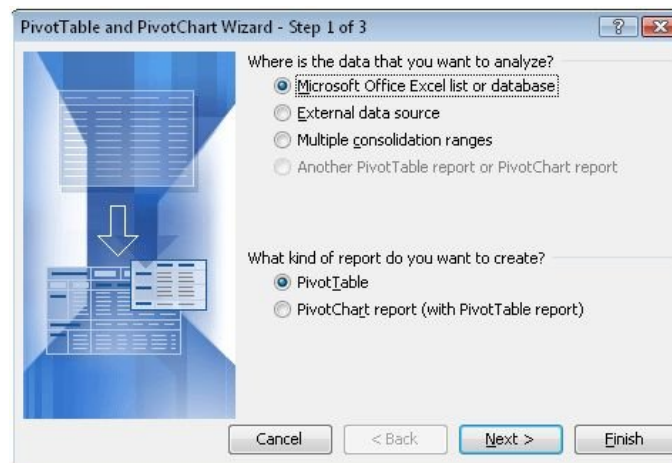 PivotTable and PivotChart Wizard - Step 1 of 3
Where is the data that you want to analyze?
Microsoft Office Excel list or database
External data source
Multiple consolidation ranges
Another PivotTable report or PivotChart report
What kind of report do you want to create?
PivotTable
PivotChart report (with PivotTable report)
Cancel < Back Next > Finish